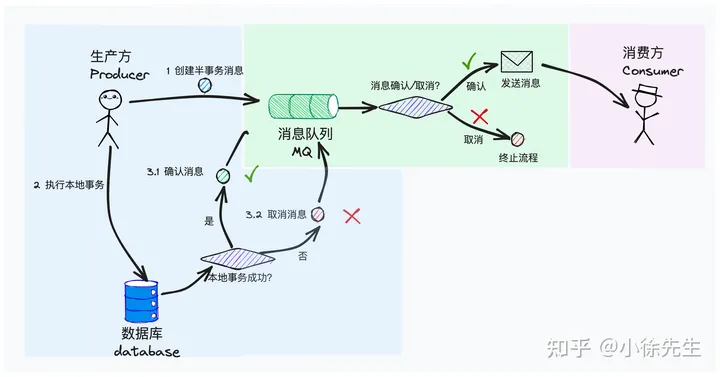 生产方
Producer
1 创建半事务消息
消息队列
MQ
消息确认/取消?
确认
发送消息
取消
终止流程
消费方
Consumer
2 执行本地事务
3.1 确认消息
3.2 取消消息
是
否
本地事务成功?
数据库
database
知乎 @小徐先生